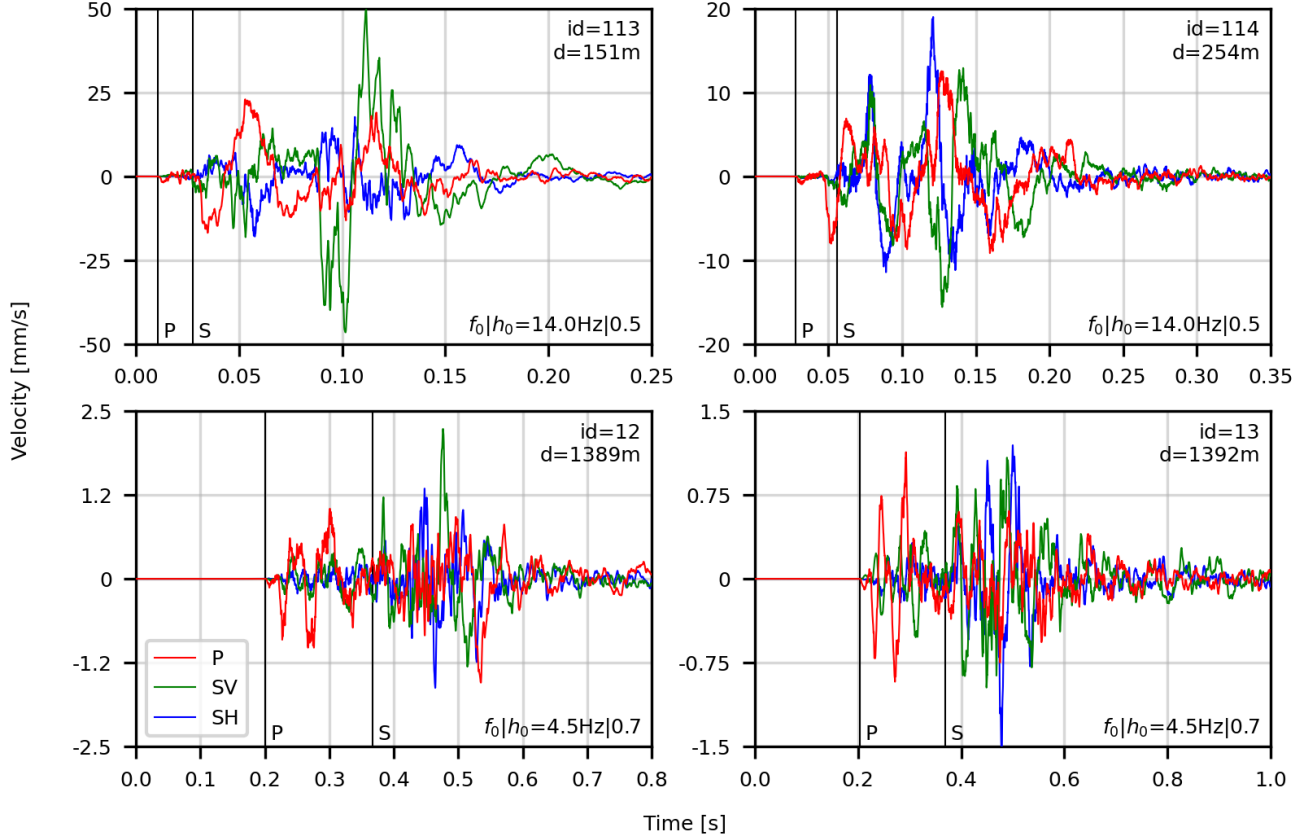 Velocity [mm/s]
50
25
0
-25
-50
id=113
d=151m
P
S
f₀|h₀=14.0Hz|0.5
0.00
0.05
0.10
0.15
0.20
0.25
20
10
0
-10
-20
id=114
d=254m
P
S
f₀|h₀=14.0Hz|0.5
0.00
0.05
0.10
0.15
0.20
0.25
0.30
0.35
2.5
1.2
0
-1.2
-2.5
id=12
d=1389m
P
SV
SH
P
S
f₀|h₀=4.5Hz|0.7
0.0
0.1
0.2
0.3
0.4
0.5
0.6
0.7
0.8
1.5
0.75
0
-0.75
-1.5
id=13
d=1392m
P
S
f₀|h₀=4.5Hz|0.7
0.0
0.2
0.4
0.6
0.8
1.0
Time [s]